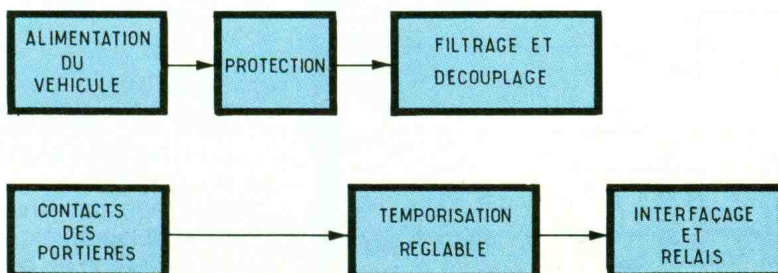 ALIMENTATION
DU
VEHICULE
PROTECTION
FILTRAGE ET
DECOUPLAGE
CONTACTS
DES
PORTIERES
TEMPORISATION
REGLABLE
INTERFAÇAGE
ET
RELAIS